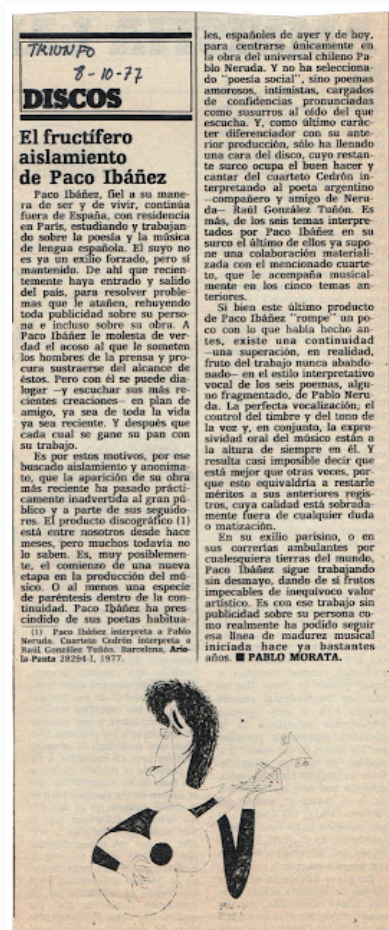 TRIUNFO
8-10-77
DISCOS
El fructífero
aislamiento
de Paco Ibáñez
Paco Ibáñez, fiel a su mane-
ra de ser y de vivir, continúa
fuera de España, con residencia
en París, estudiando y trabajan-
do sobre la poesía y la música
de lengua española. El suyo no
es ya un exilio forzado, pero sí
mantenido. De ahí que recien-
temente haya entrado y salido
del país, para resolver proble-
mas que le atañen, rehuyendo
toda publicidad sobre su perso-
na e incluso sobre su obra. A
Paco Ibáñez le molesta de ver-
dad el acoso al que le someten
los hombres de la prensa y pro-
cura sustraerse del alcance de
éstos. Pero con él se puede dia-
logar —y escuchar sus más re-
cientes creaciones— en plan de
amigo, ya sea de toda la vida
ya sea reciente. Y después que
cada cual se gane su pan con
su trabajo.
Es por estos motivos, por ese
buscado aislamiento y anonima-
to, que la aparición de su obra
más reciente ha pasado prácti-
camente inadvertida al gran pú-
blico y a parte de sus seguido-
res. El producto discográfico (1)
está entre nosotros desde hace
meses, pero muchos todavía no
lo saben. Es, muy posiblemen-
te, el comienzo de una nueva
etapa en la producción del mú-
sico. O al menos una especie
de paréntesis dentro de la con-
tinuidad. Paco Ibáñez ha pres-
cindido de sus poetas habitua-
(1) Paco Ibáñez interpreta a Pablo
Neruda. Cuarteto Cedrón interpreta a
Raúl González Tuñón. Barcelona, Ario-
la-Pauta 28294-I, 1977.
les, españoles de ayer y de hoy,
para centrarse únicamente en
la obra del universal chileno Pa-
blo Neruda. Y no ha selecciona-
do "poesía social", sino poemas
amorosos, intimistas, cargados
de confidencias pronunciadas
como susurros al oído del que
escucha. Y, como último carác-
ter diferenciador con su ante-
rior producción, sólo ha llenado
una cara del disco, cuyo restan-
te surco ocupa el buen hacer y
cantar del cuarteto Cedrón in-
terpretando al poeta argentino
—compañero y amigo de Neru-
da— Raúl González Tuñón. Es
más, de los seis temas interpre-
tados por Paco Ibáñez en su
surco el último de ellos ya supo-
ne una colaboración materiali-
zada con el mencionado cuarte-
to, que le acompaña musical-
mente en los cinco temas an-
teriores.
Si bien este último producto
de Paco Ibáñez "rompe" un po-
co con lo que había hecho an-
tes, existe una continuidad
—una superación, en realidad,
fruto del trabajo nunca abando-
nado— en el estilo interpretativo
vocal de los seis poemas, algu-
no fragmentado, de Pablo Neru-
da. La perfecta vocalización, el
control del timbre y del tono de
la voz y, en conjunto, la expre-
sividad oral del músico están a
la altura de siempre en él. Y
resulta casi imposible decir que
está mejor que otras veces, por-
que esto equivaldría a restarle
méritos a sus anteriores regis-
tros, cuya calidad está sobrada-
mente fuera de cualquier duda
o matización.
En su exilio parisino, o en
sus correrías ambulantes por
cualesquiera tierras del mundo,
Paco Ibáñez sigue trabajando
sin desmayo, dando de sí frutos
impecables de inequívoco valor
artístico. Es con ese trabajo sin
publicidad sobre su persona co-
mo realmente ha podido seguir
esa línea de madurez musical
iniciada hace ya bastantes
años. ■ PABLO MORATA.